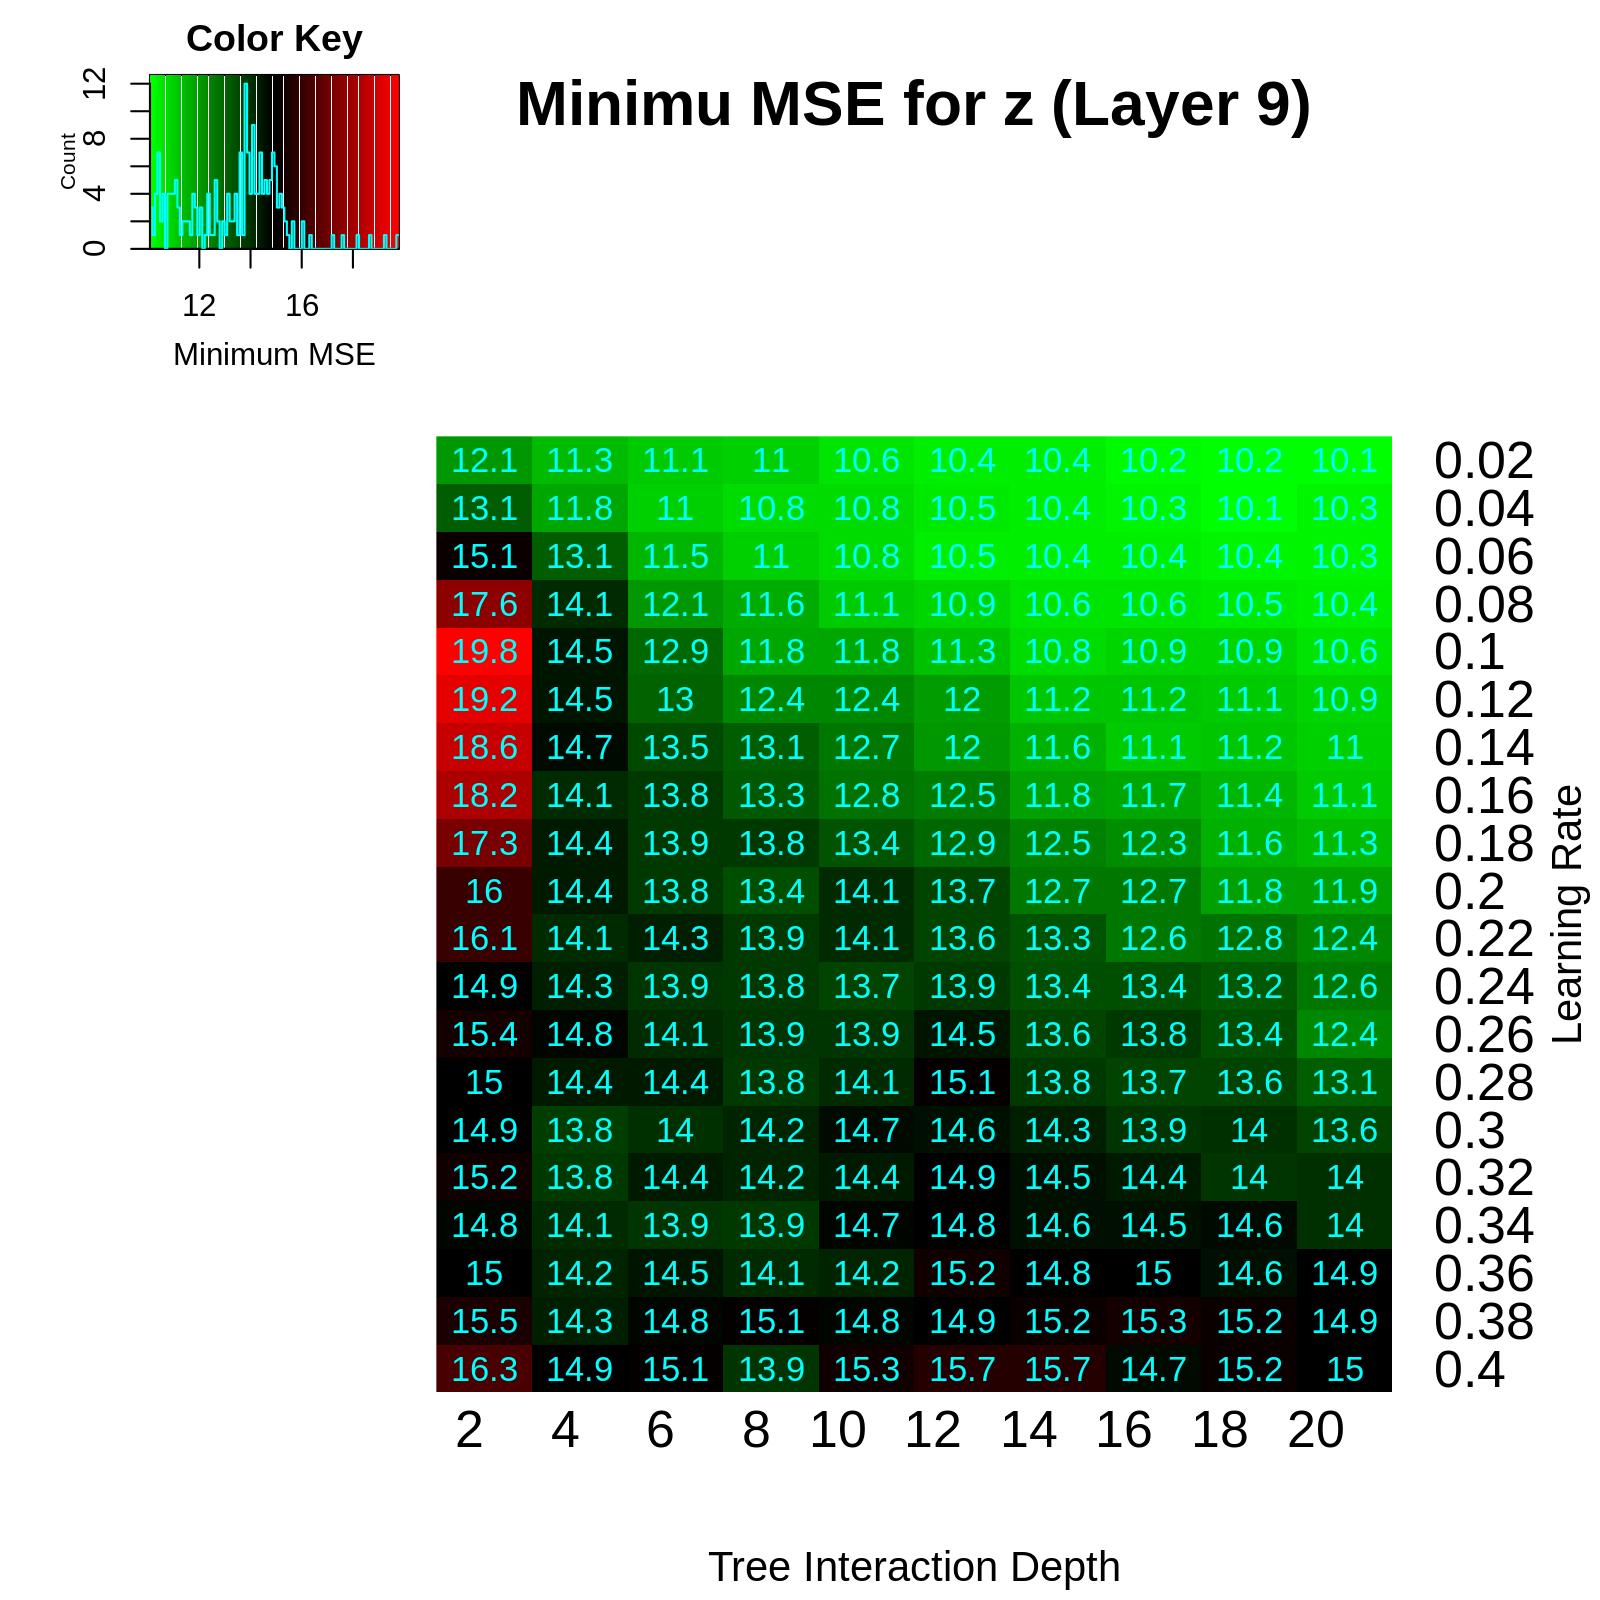 Color Key
Minimu MSE for z (Layer 9)
Count
0 4 8 12
12 16
Minimum MSE
12.1 11.3 11.1 11 10.6 10.4 10.4 10.2 10.2 10.1 0.02
13.1 11.8 11 10.8 10.8 10.5 10.4 10.3 10.1 10.3 0.04
15.1 13.1 11.5 11 10.8 10.5 10.4 10.4 10.4 10.3 0.06
17.6 14.1 12.1 11.6 11.1 10.9 10.6 10.6 10.5 10.4 0.08
19.8 14.5 12.9 11.8 11.8 11.3 10.8 10.9 10.9 10.6 0.1
19.2 14.5 13 12.4 12.4 12 11.2 11.2 11.1 10.9 0.12
18.6 14.7 13.5 13.1 12.7 12 11.6 11.1 11.2 11 0.14
18.2 14.1 13.8 13.3 12.8 12.5 11.8 11.7 11.4 11.1 0.16
17.3 14.4 13.9 13.8 13.4 12.9 12.5 12.3 11.6 11.3 0.18
16 14.4 13.8 13.4 14.1 13.7 12.7 12.7 11.8 11.9 0.2
16.1 14.1 14.3 13.9 14.1 13.6 13.3 12.6 12.8 12.4 0.22
14.9 14.3 13.9 13.8 13.7 13.9 13.4 13.4 13.2 12.6 0.24
15.4 14.8 14.1 13.9 13.9 14.5 13.6 13.8 13.4 12.4 0.26
15 14.4 14.4 13.8 14.1 15.1 13.8 13.7 13.6 13.1 0.28
14.9 13.8 14 14.2 14.7 14.6 14.3 13.9 14 13.6 0.3
15.2 13.8 14.4 14.2 14.4 14.9 14.5 14.4 14 14 0.32
14.8 14.1 13.9 13.9 14.7 14.8 14.6 14.5 14.6 14 0.34
15 14.2 14.5 14.1 14.2 15.2 14.8 15 14.6 14.9 0.36
15.5 14.3 14.8 15.1 14.8 14.9 15.2 15.3 15.2 14.9 0.38
16.3 14.9 15.1 13.9 15.3 15.7 15.7 14.7 15.2 15 0.4
Learning Rate
2 4 6 8 10 12 14 16 18 20
Tree Interaction Depth